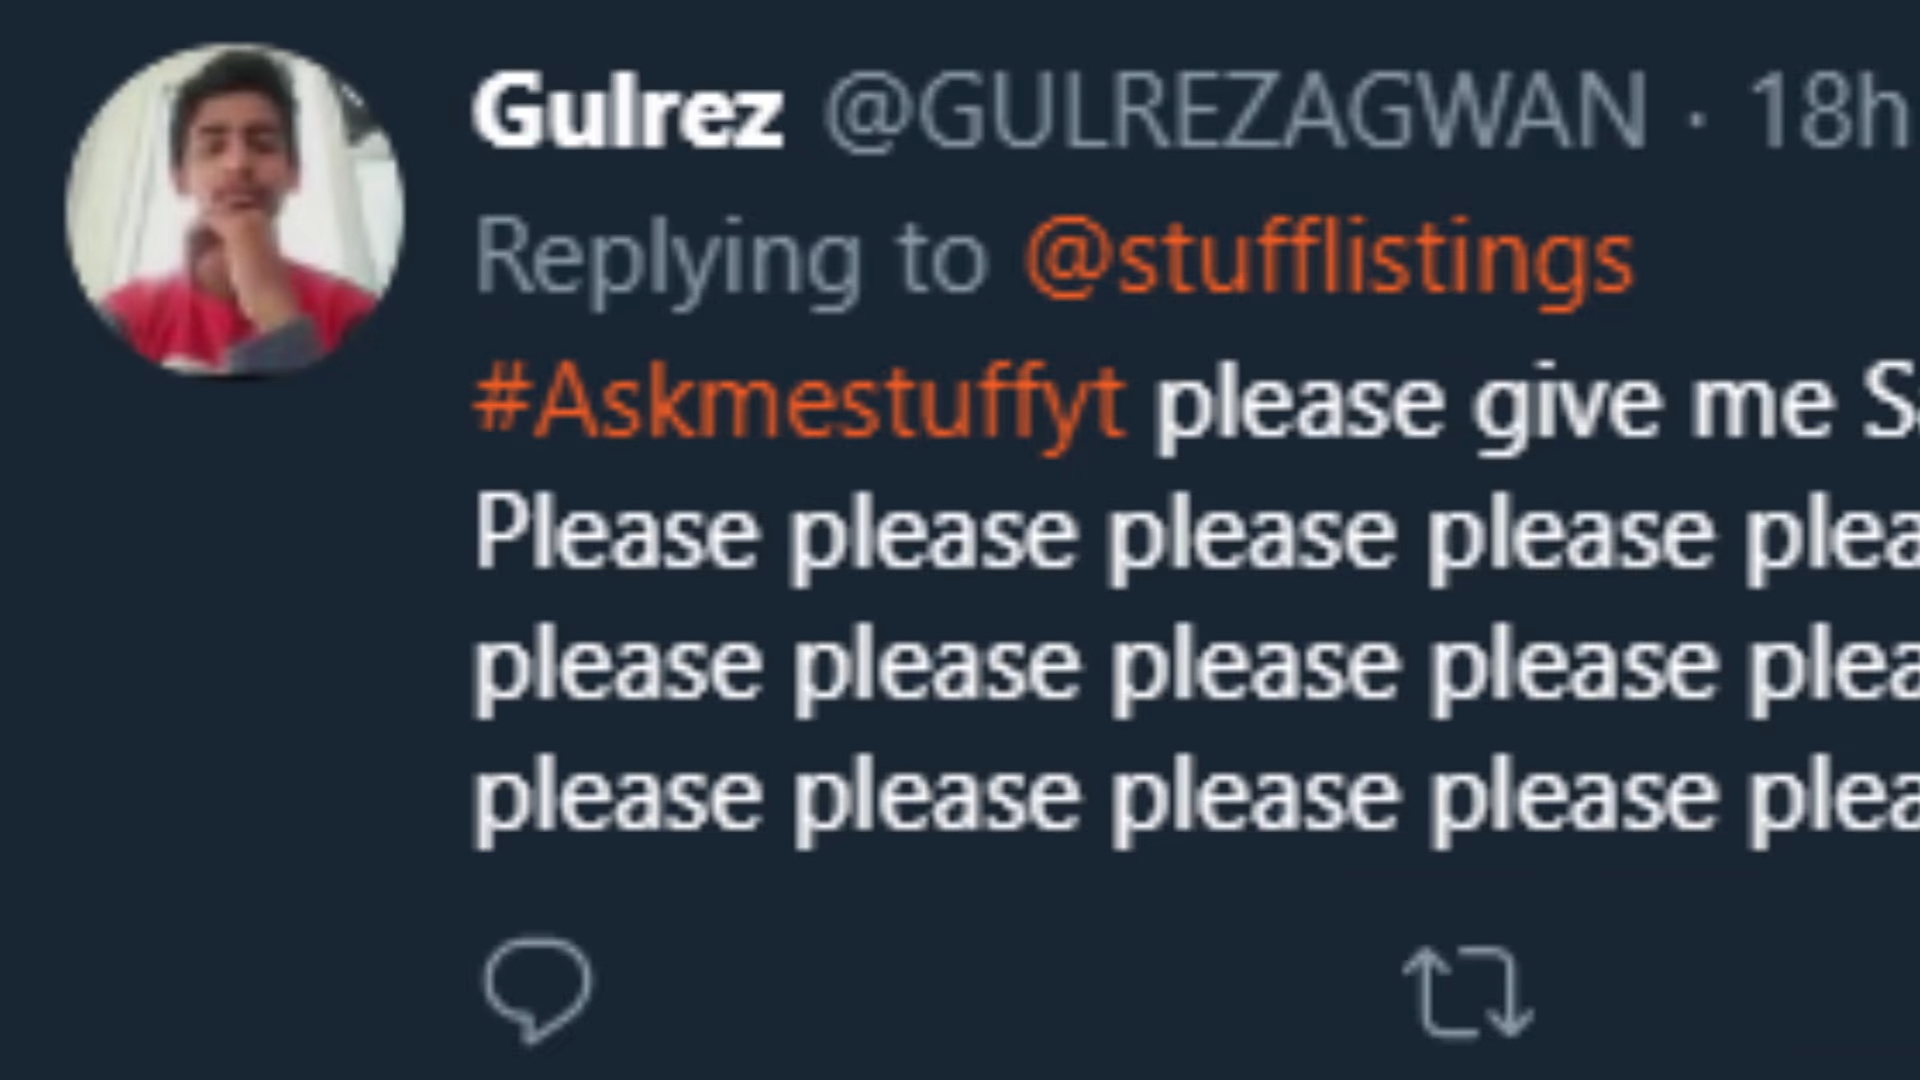 Gulrez @GULREZAGWAN · 18h
Replying to @stufflistings
#Askmestuffyt please give me
Please please please please
please please please please
please please please please